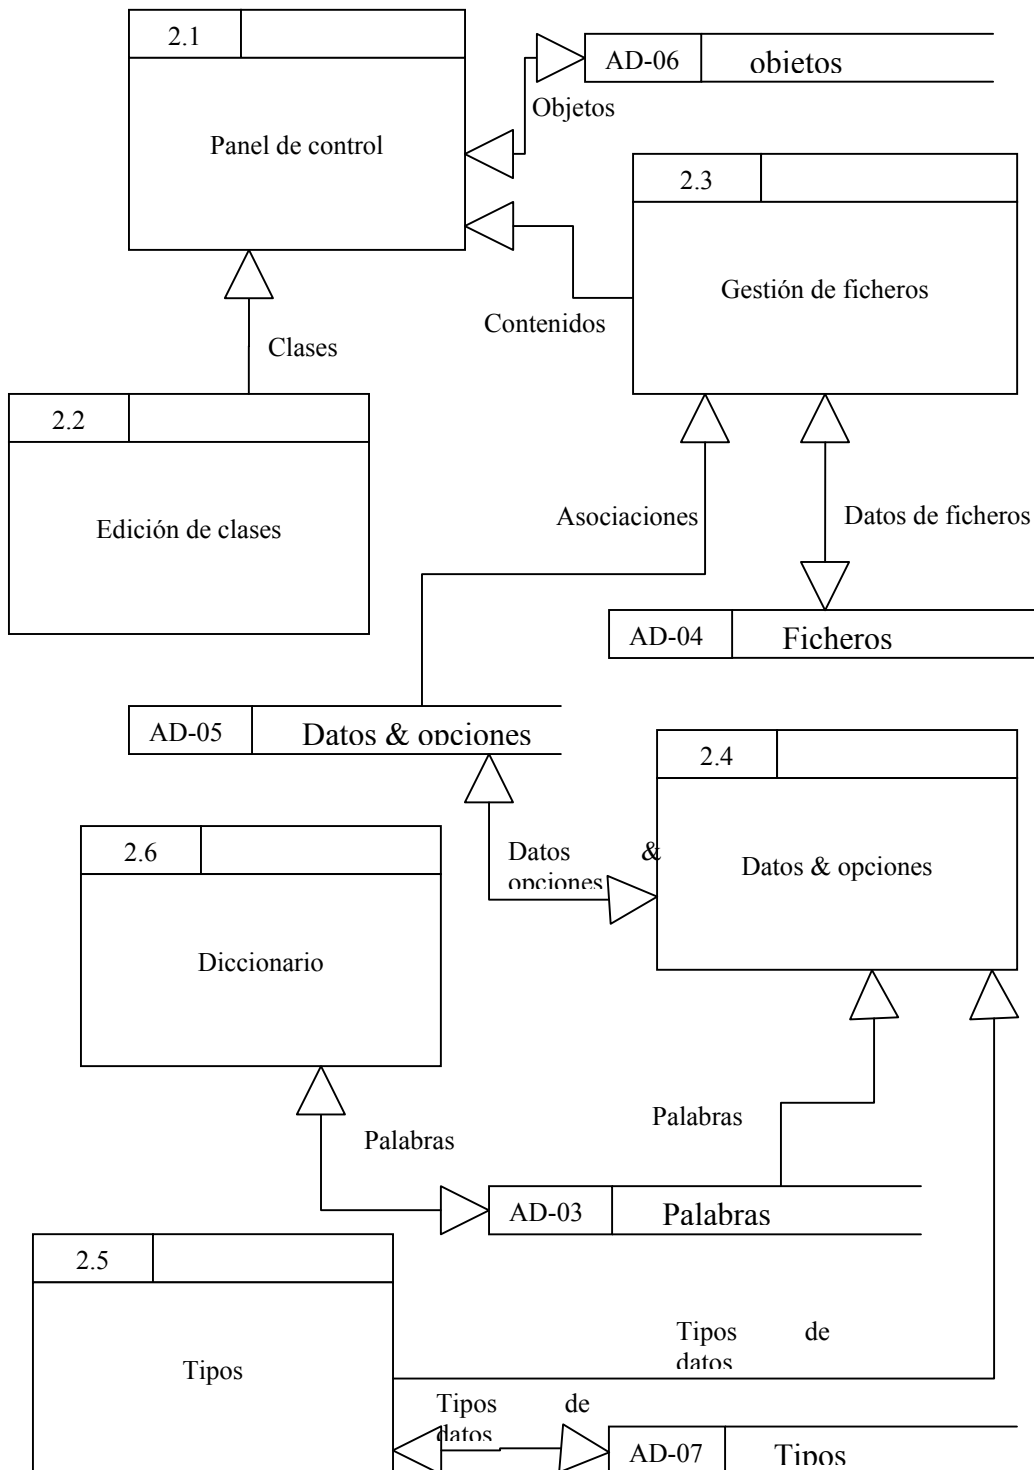 2.1
Panel de control
AD-06
objetos
Objetos
2.3
Gestión de ficheros
Contenidos
Clases
2.2
Edición de clases
Asociaciones
Datos de ficheros
AD-04
Ficheros
AD-05
Datos & opciones
2.4
Datos & opciones
Datos &
opciones
2.6
Diccionario
Palabras
Palabras
AD-03
Palabras
2.5
Tipos
Tipos de
datos
Tipos de
datos
AD-07
Tipos